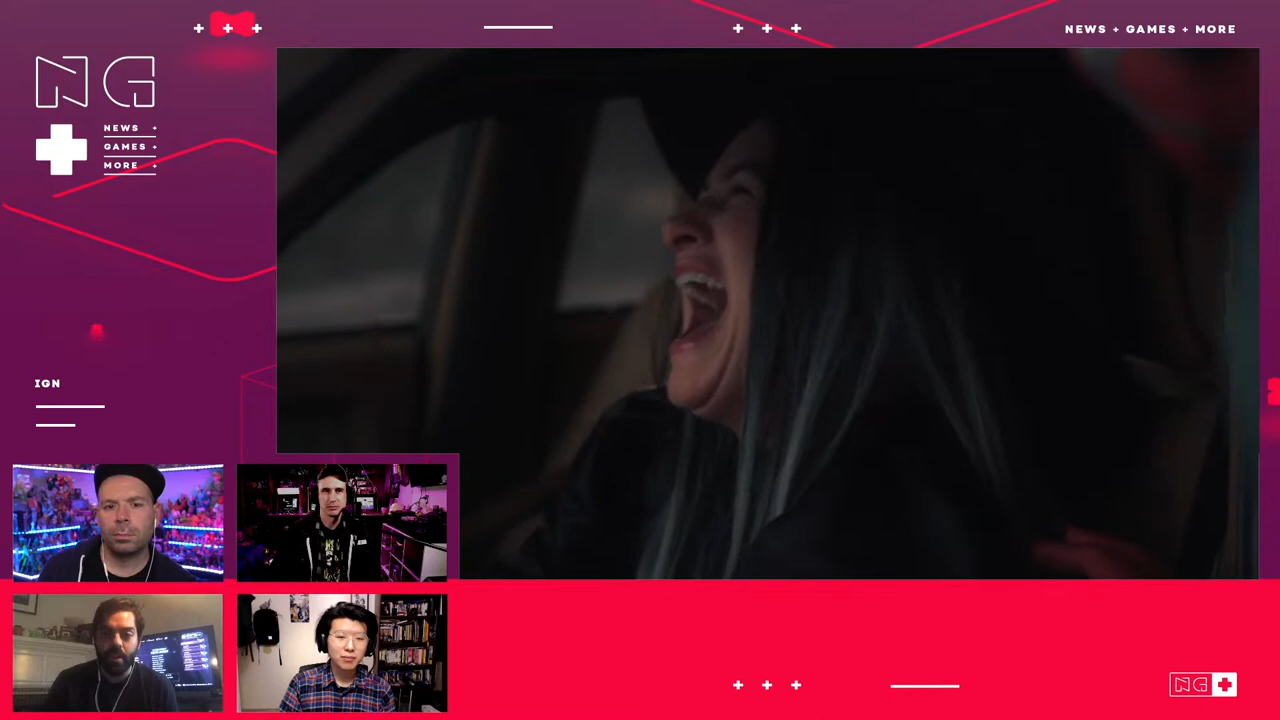 NEWS + GAMES + MORE
NG
NEWS +
GAMES +
MORE +
IGN
NG